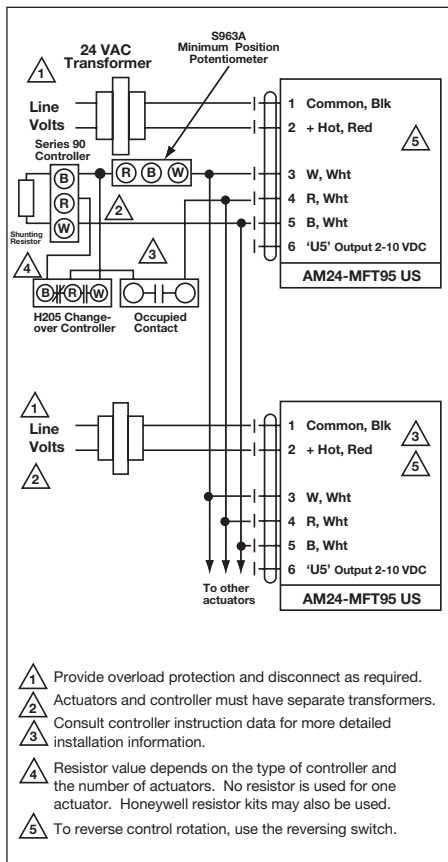 S963A
Minimum Position
Potentiometer
24 VAC
Transformer
1
Line
Volts
1 Common, Blk
2 + Hot, Red
5
Series 90
Controller
B
R
W
R B W
3 W, Wht
4 R, Wht
5 B, Wht
6 ‘U5’ Output 2-10 VDC
Shunting
Resistor
2
4
3
B R W
H205 Change-
over Controller
Occupied
Contact
AM24-MFT95 US
1
Line
Volts
2
1 Common, Blk
2 + Hot, Red
3
5
3 W, Wht
4 R, Wht
5 B, Wht
6 ‘U5’ Output 2-10 VDC
To other
actuators
AM24-MFT95 US
1 Provide overload protection and disconnect as required.
2 Actuators and controller must have separate transformers.
3 Consult controller instruction data for more detailed
installation information.
4 Resistor value depends on the type of controller and
the number of actuators. No resistor is used for one
actuator. Honeywell resistor kits may also be used.
5 To reverse control rotation, use the reversing switch.